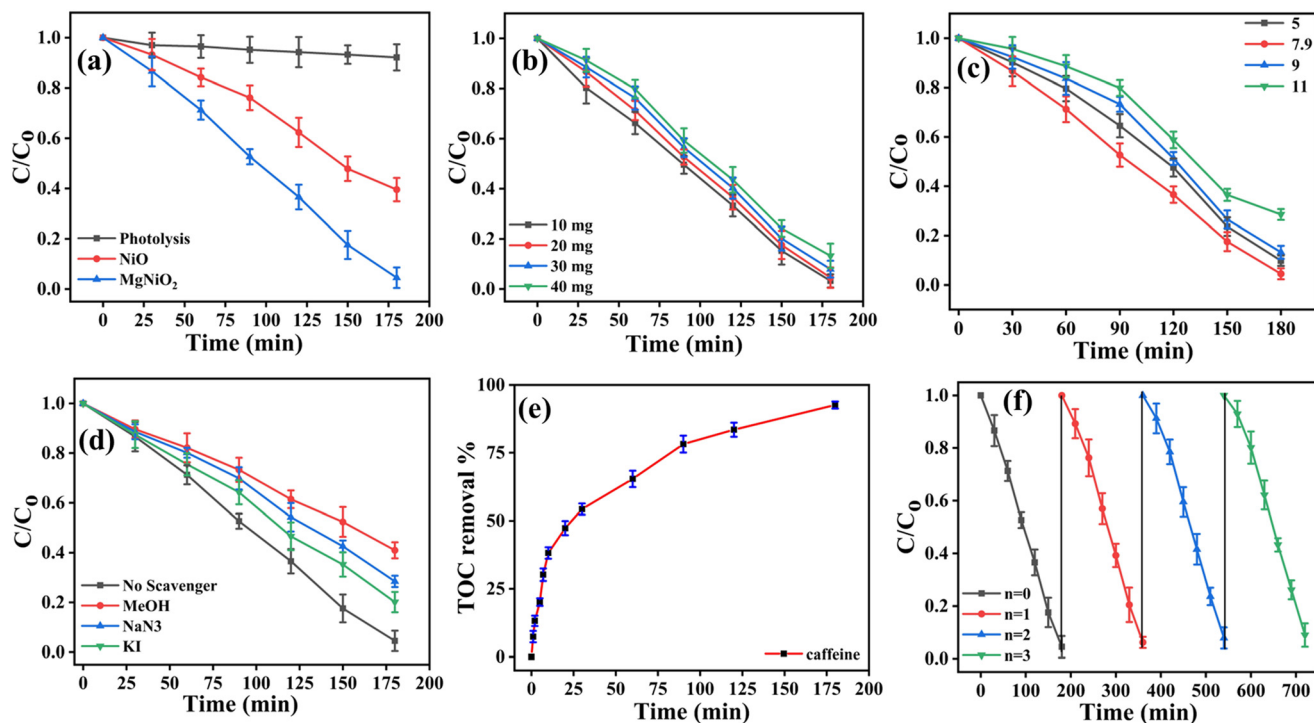 (a)
C/C0
1.0
0.8
0.6
0.4
0.2
0.0
Photolysis
NiO
MgNiO2
0 25 50 75 100 125 150 175 200
Time (min)
(b)
C/C0
1.0
0.8
0.6
0.4
0.2
0.0
10 mg
20 mg
30 mg
40 mg
0 25 50 75 100 125 150 175 200
Time (min)
(c)
C/Co
1.0
0.8
0.6
0.4
0.2
0.0
5
7.9
9
11
0 30 60 90 120 150 180
Time (min)
(d)
C/C0
1.0
0.8
0.6
0.4
0.2
0.0
No Scavenger
MeOH
NaN3
KI
0 25 50 75 100 125 150 175 200
Time (min)
(e)
TOC removal %
100
75
50
25
0
caffeine
0 25 50 75 100 125 150 175 200
Time (min)
(f)
C/C0
1.0
0.8
0.6
0.4
0.2
0.0
n=0
n=1
n=2
n=3
0 100 200 300 400 500 600 700
Time (min)